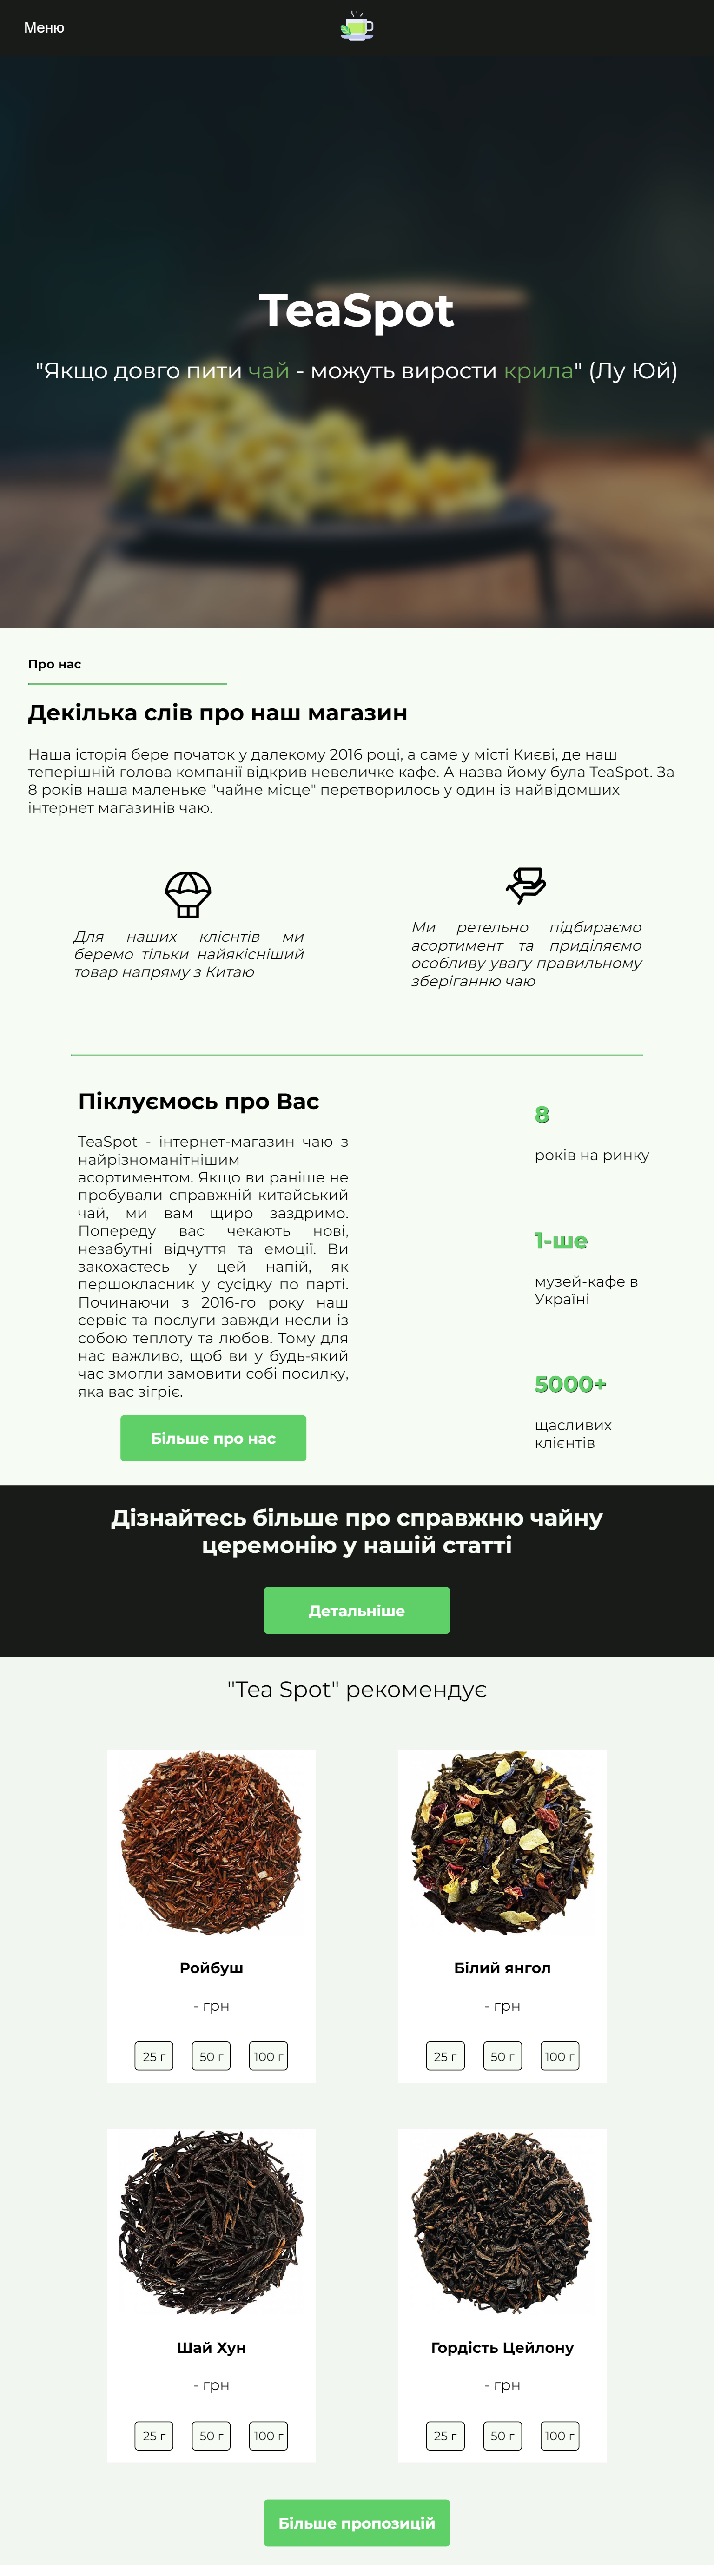 Меню
TeaSpot
"Якщо довго пити чай - можуть вирости крила" (Лу Юй)
Про нас
Декілька слів про наш магазин
Наша історія бере початок у далекому 2016 році, а саме у місті Києві, де наш
теперішній голова компанії відкрив невеличке кафе. А назва йому була TeaSpot. За
8 років наша маленьке "чайне місце" перетворилось у один із найвідомших
інтернет магазинів чаю.
Для наших клієнтів ми
беремо тільки найякісніший
товар напряму з Китаю
Ми ретельно підбираємо
асортимент та приділяємо
особливу увагу правильному
зберіганню чаю
Піклуємось про Вас
TeaSpot - інтернет-магазин чаю з
найрізноманітнішим
асортиментом. Якщо ви раніше не
пробували справжній китайський
чай, ми вам щиро заздримо.
Попереду вас чекають нові,
незабутні відчуття та емоції. Ви
закохаєтесь у цей напій, як
першокласник у сусідку по парті.
Починаючи з 2016-го року наш
сервіс та послуги завжди несли із
собою теплоту та любов. Тому для
нас важливо, щоб ви у будь-який
час змогли замовити собі посилку,
яка вас зігріє.
Більше про нас
8
років на ринку
1-ше
музей-кафе в
Україні
5000+
щасливих
клієнтів
Дізнайтесь більше про справжню чайну
церемонію у нашій статті
Детальніше
"Tea Spot" рекомендує
Ройбуш
- грн
25 г 50 г 100 г
Білий янгол
- грн
25 г 50 г 100 г
Шай Хун
- грн
25 г 50 г 100 г
Гордість Цейлону
- грн
25 г 50 г 100 г
Більше пропозицій